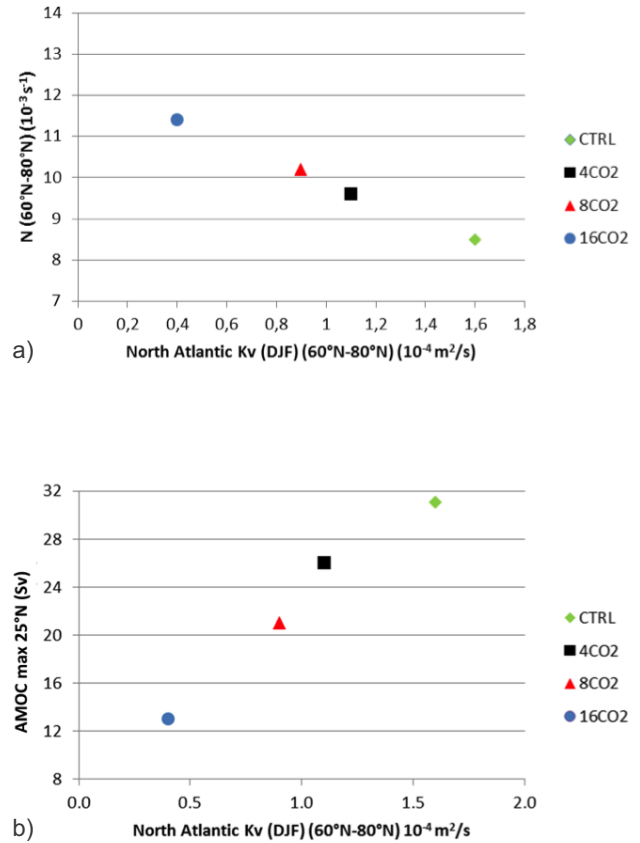 14
13
12
11
10
9
8
7
N (60°N-80°N) (10⁻³ s⁻¹)
0 0,2 0,4 0,6 0,8 1 1,2 1,4 1,6 1,8
North Atlantic Kv (DJF) (60°N-80°N) (10⁻⁴ m²/s)
CTRL
4CO2
8CO2
16CO2
a)
32
28
24
20
16
12
8
AMOC max 25°N (Sv)
0.0 0.5 1.0 1.5 2.0
North Atlantic Kv (DJF) (60°N-80°N) 10⁻⁴ m²/s
CTRL
4CO2
8CO2
16CO2
b)